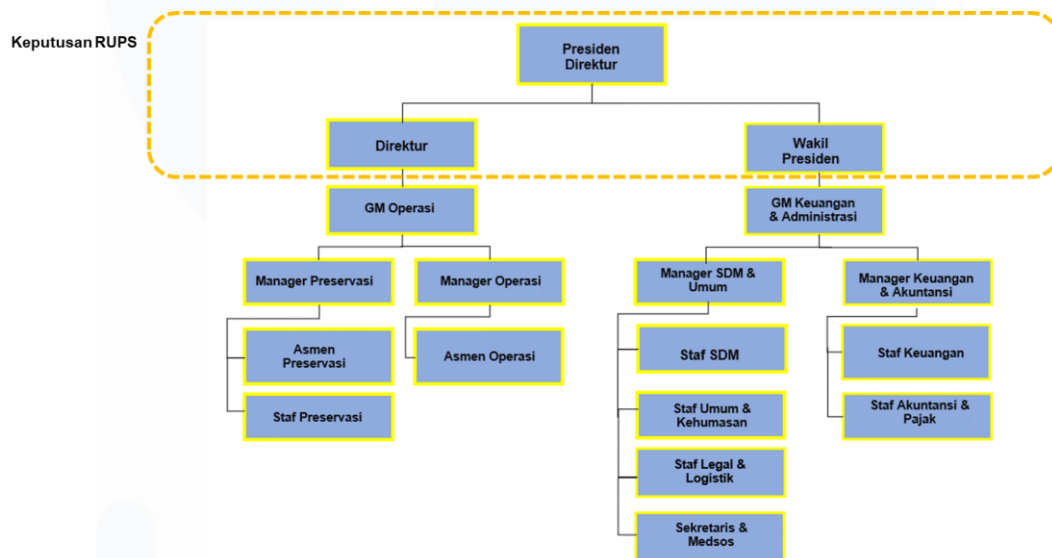 Keputusan RUPS
Presiden
Direktur
Direktur
Wakil
Presiden
GM Operasi
GM Keuangan
& Administrasi
Manager Preservasi
Manager Operasi
Manager SDM &
Umum
Manager Keuangan
& Akuntansi
Asmen
Preservasi
Asmen Operasi
Staf SDM
Staf Keuangan
Staf Preservasi
Staf Umum &
Kehumasan
Staf Akuntansi &
Pajak
Staf Legal &
Logistik
Sekretaris &
Medsos